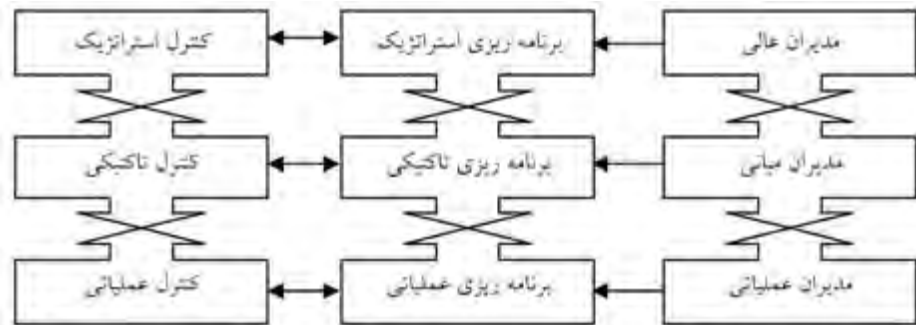 مدیران عالی
برنامه ریزی استراتژیک
کنترل استراتژیک
مدیران میانی
برنامه ریزی تاکتیکی
کنترل تاکتیکی
مدیران عملیاتی
برنامه ریزی عملیاتی
کنترل عملیاتی